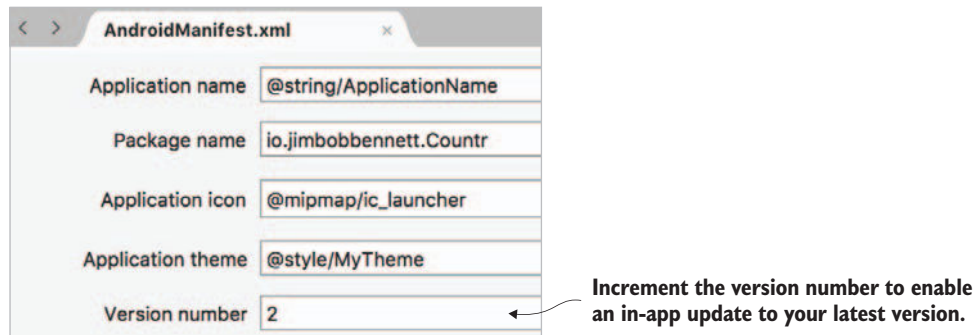 AndroidManifest.xml ×
Application name @string/ApplicationName
Package name io.jimbobbennett.Countr
Application icon @mipmap/ic_launcher
Application theme @style/MyTheme
Version number 2
Increment the version number to enable
an in-app update to your latest version.